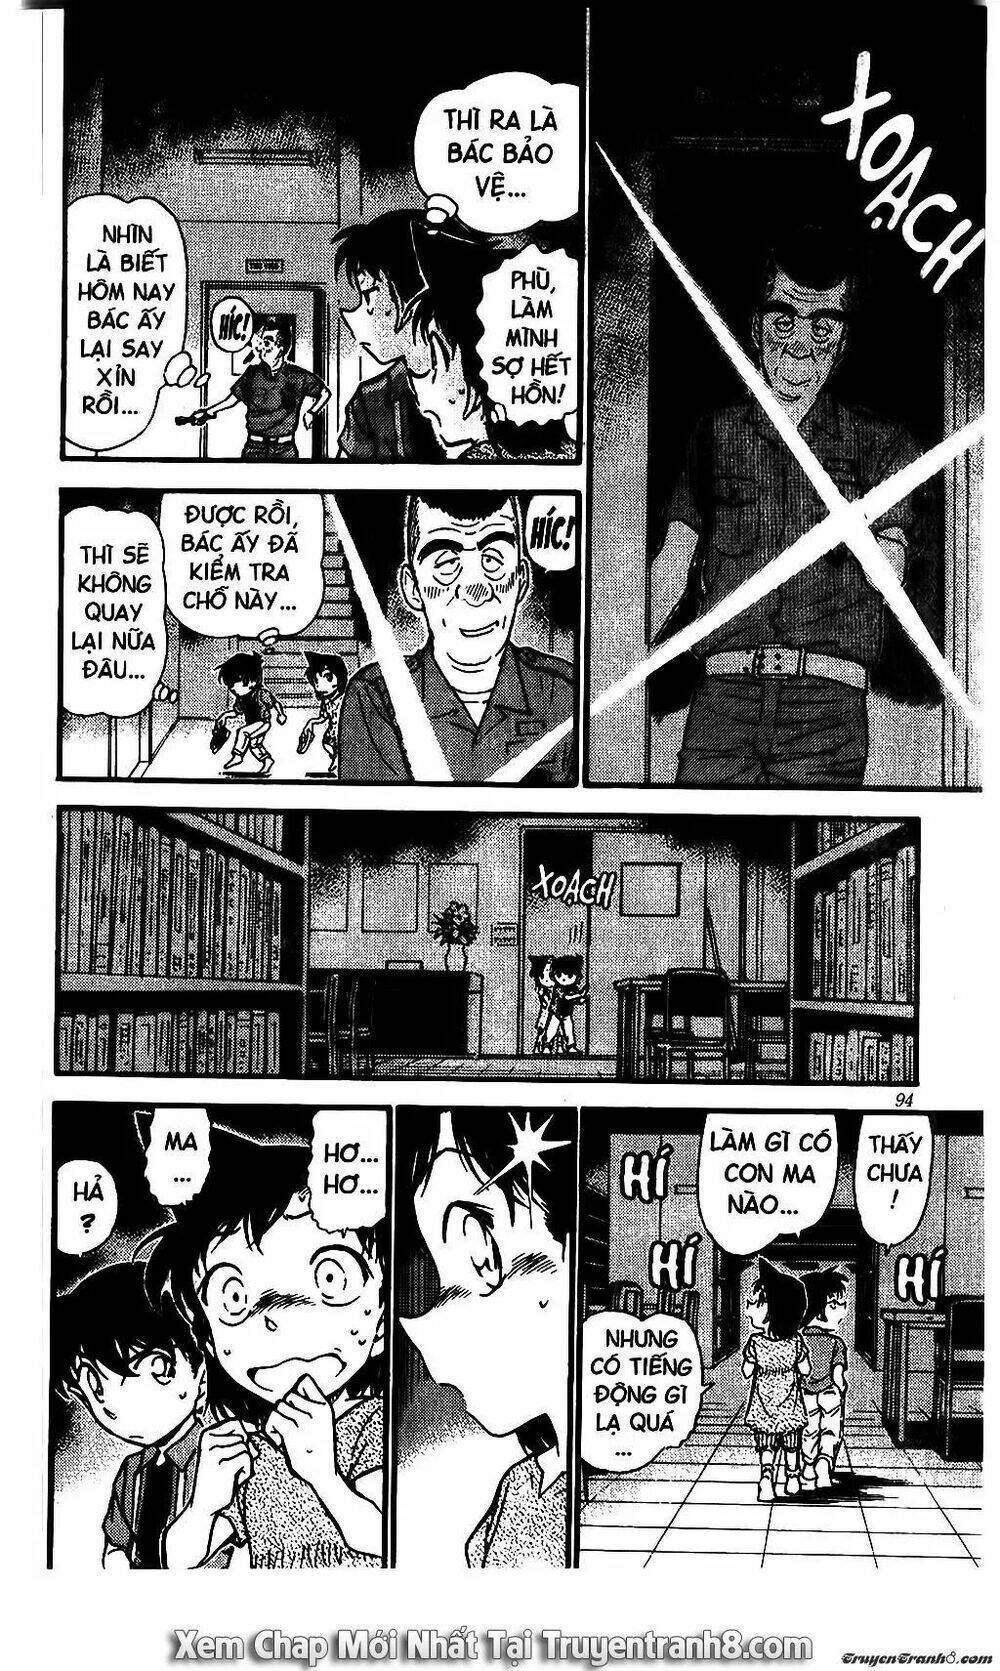 XOẠCH
THÌ RA LÀ
BÁC BẢO
VỆ...
PHÙ,
LÀM
MÌNH
SỢ HẾT
HỒN!
HÍC!
NHÌN
LÀ BIẾT
HÔM NAY
BÁC ẤY
LẠI SAY
XỈN
RỒI...
HÍC!
ĐƯỢC RỒI,
BÁC ẤY ĐÃ
KIỂM TRA
CHỖ NÀY...
THÌ SẼ
KHÔNG
QUAY
LẠI NỮA
ĐÂU...
XOẠCH
94
THẤY
CHƯA
!
LÀM GÌ CÓ
CON MA
NÀO...
HÍ
HÍ
HÍ
NHƯNG
CÓ TIẾNG
ĐỘNG GÌ
LẠ QUÁ
...
HƠ...
HƠ...
MA
...
HẢ
?
Xem Chap Mới Nhất Tại Truyentranh8.com
TruyenTranh8.com